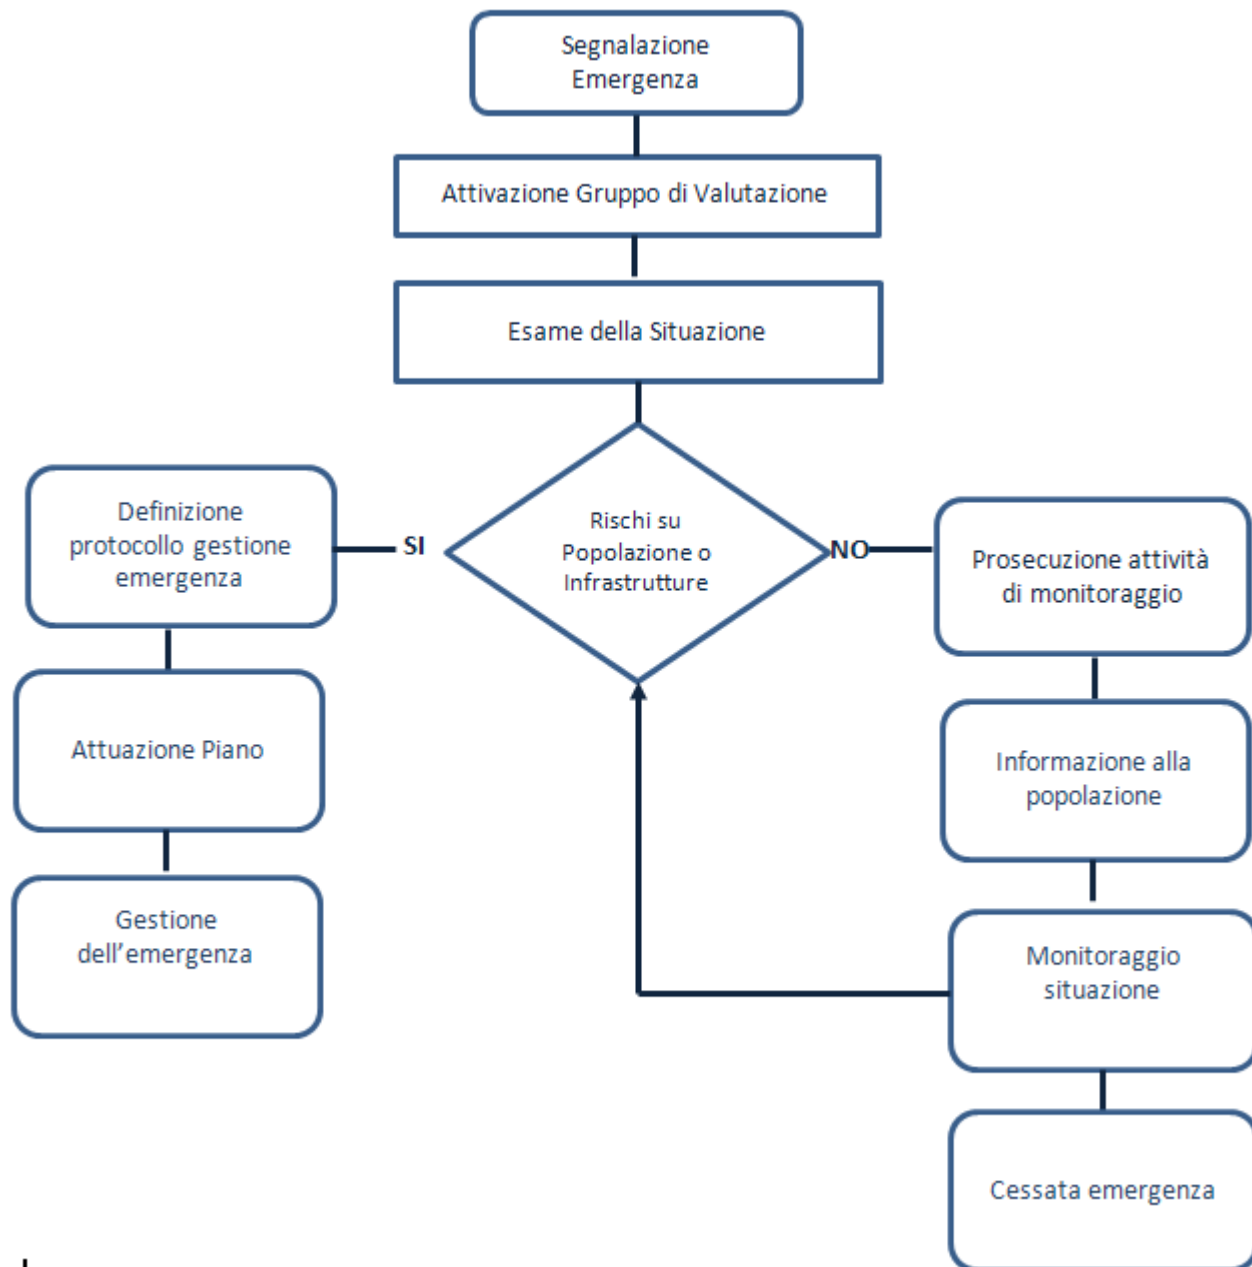 Segnalazione
Emergenza
Attivazione Gruppo di Valutazione
Esame della Situazione
Rischi su
Popolazione o
Infrastrutture
SI
NO
Definizione
protocollo gestione
emergenza
Attuazione Piano
Gestione
dell’emergenza
Prosecuzione attività
di monitoraggio
Informazione alla
popolazione
Monitoraggio
situazione
Cessata emergenza